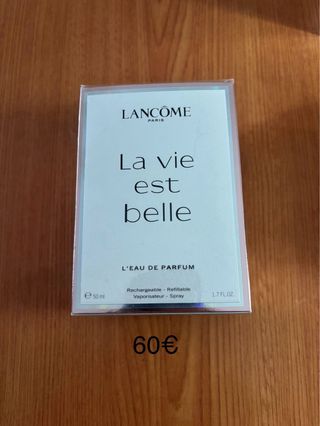 LANCÔME
PARIS
La vie
est
belle
L'EAU DE PARFUM
Rechargeable - Refillable
Vaporisateur - Spray
℮ 50 ml 1.7 FL.OZ.
60€